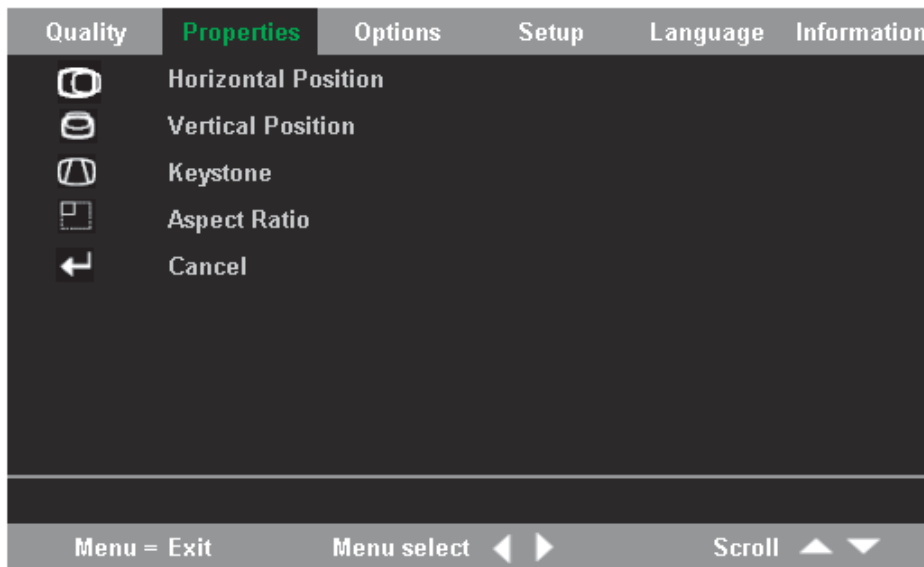 Quality Properties Options Setup Language Information
Horizontal Position
Vertical Position
Keystone
Aspect Ratio
Cancel
Menu = Exit Menu select Scroll